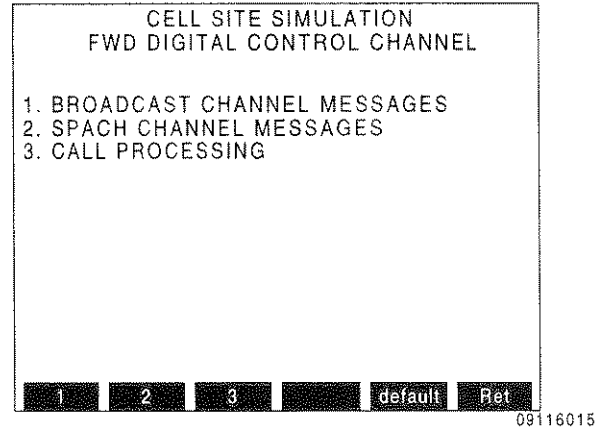 CELL SITE SIMULATION
FWD DIGITAL CONTROL CHANNEL
1. BROADCAST CHANNEL MESSAGES
2. SPACH CHANNEL MESSAGES
3. CALL PROCESSING
1 2 3 default Ret
09116015